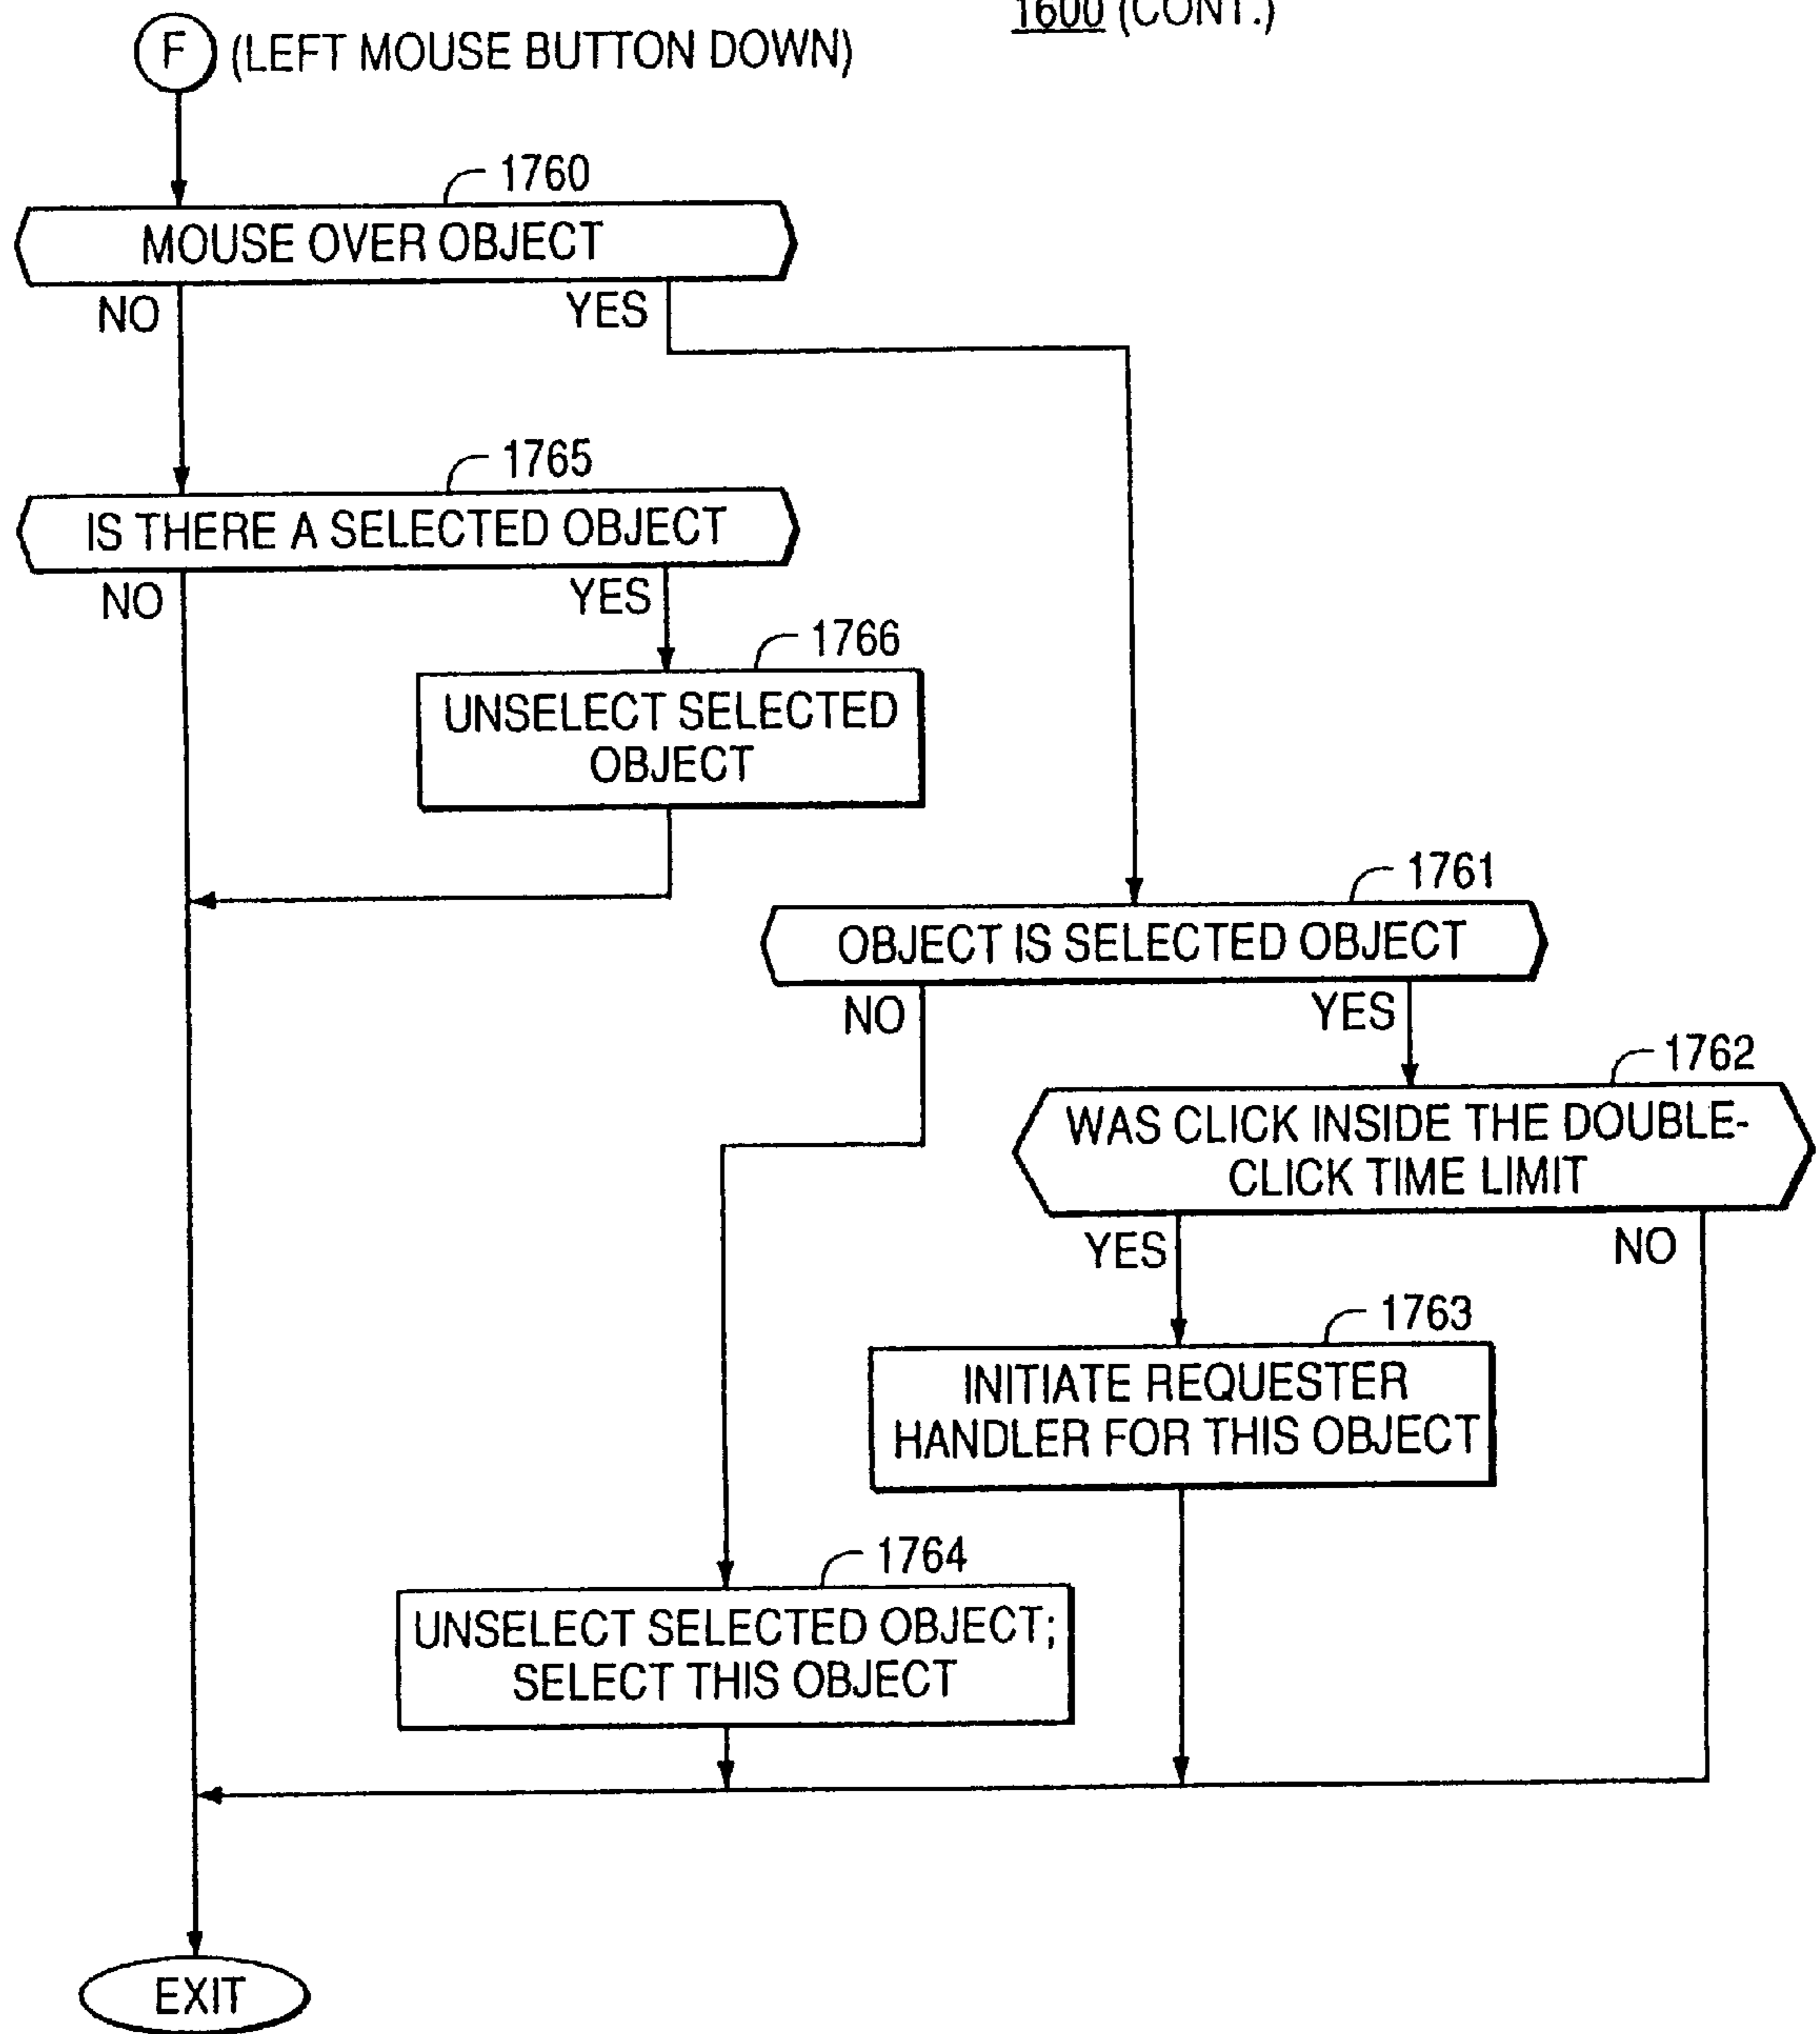 1600 (CONT.)
F (LEFT MOUSE BUTTON DOWN)
1760
MOUSE OVER OBJECT
NO YES
1765
IS THERE A SELECTED OBJECT
NO YES
1766
UNSELECT SELECTED
OBJECT
1761
OBJECT IS SELECTED OBJECT
NO YES
1762
WAS CLICK INSIDE THE DOUBLE-
CLICK TIME LIMIT
YES NO
1763
INITIATE REQUESTER
HANDLER FOR THIS OBJECT
1764
UNSELECT SELECTED OBJECT;
SELECT THIS OBJECT
EXIT